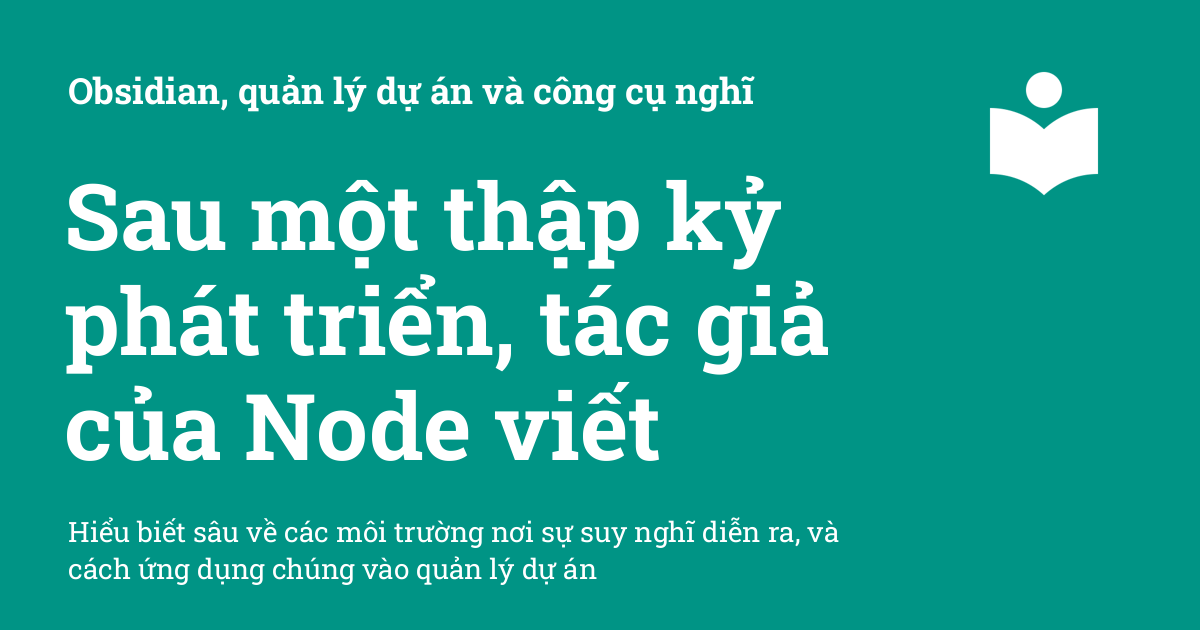 Obsidian, quản lý dự án và công cụ nghĩ
Sau một thập kỷ
phát triển, tác giả
của Node viết
Hiểu biết sâu về các môi trường nơi sự suy nghĩ diễn ra, và
cách ứng dụng chúng vào quản lý dự án